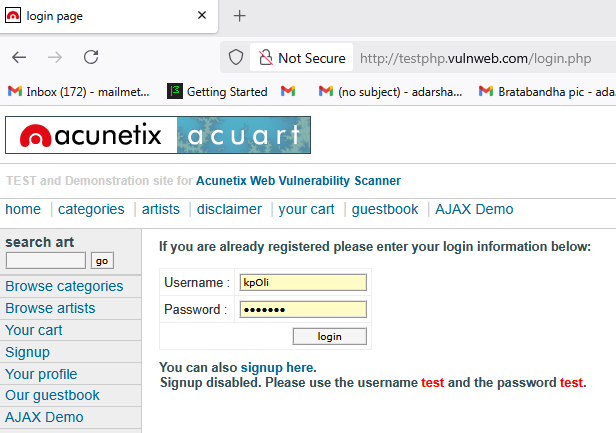 login page
Not Secure http://testphp.vulnweb.com/login.php
Inbox (172) - mailmet... Getting Started (no subject) - adarsha... Bratabandha pic - ada
acunetix acuart
TEST and Demonstration site for Acunetix Web Vulnerability Scanner
home | categories | artists | disclaimer | your cart | guestbook | AJAX Demo
search art
go
Browse categories
Browse artists
Your cart
Signup
Your profile
Our guestbook
AJAX Demo
If you are already registered please enter your login information below:
Username : kpOli
Password : •••••••
login
You can also signup here.
Signup disabled. Please use the username test and the password test.